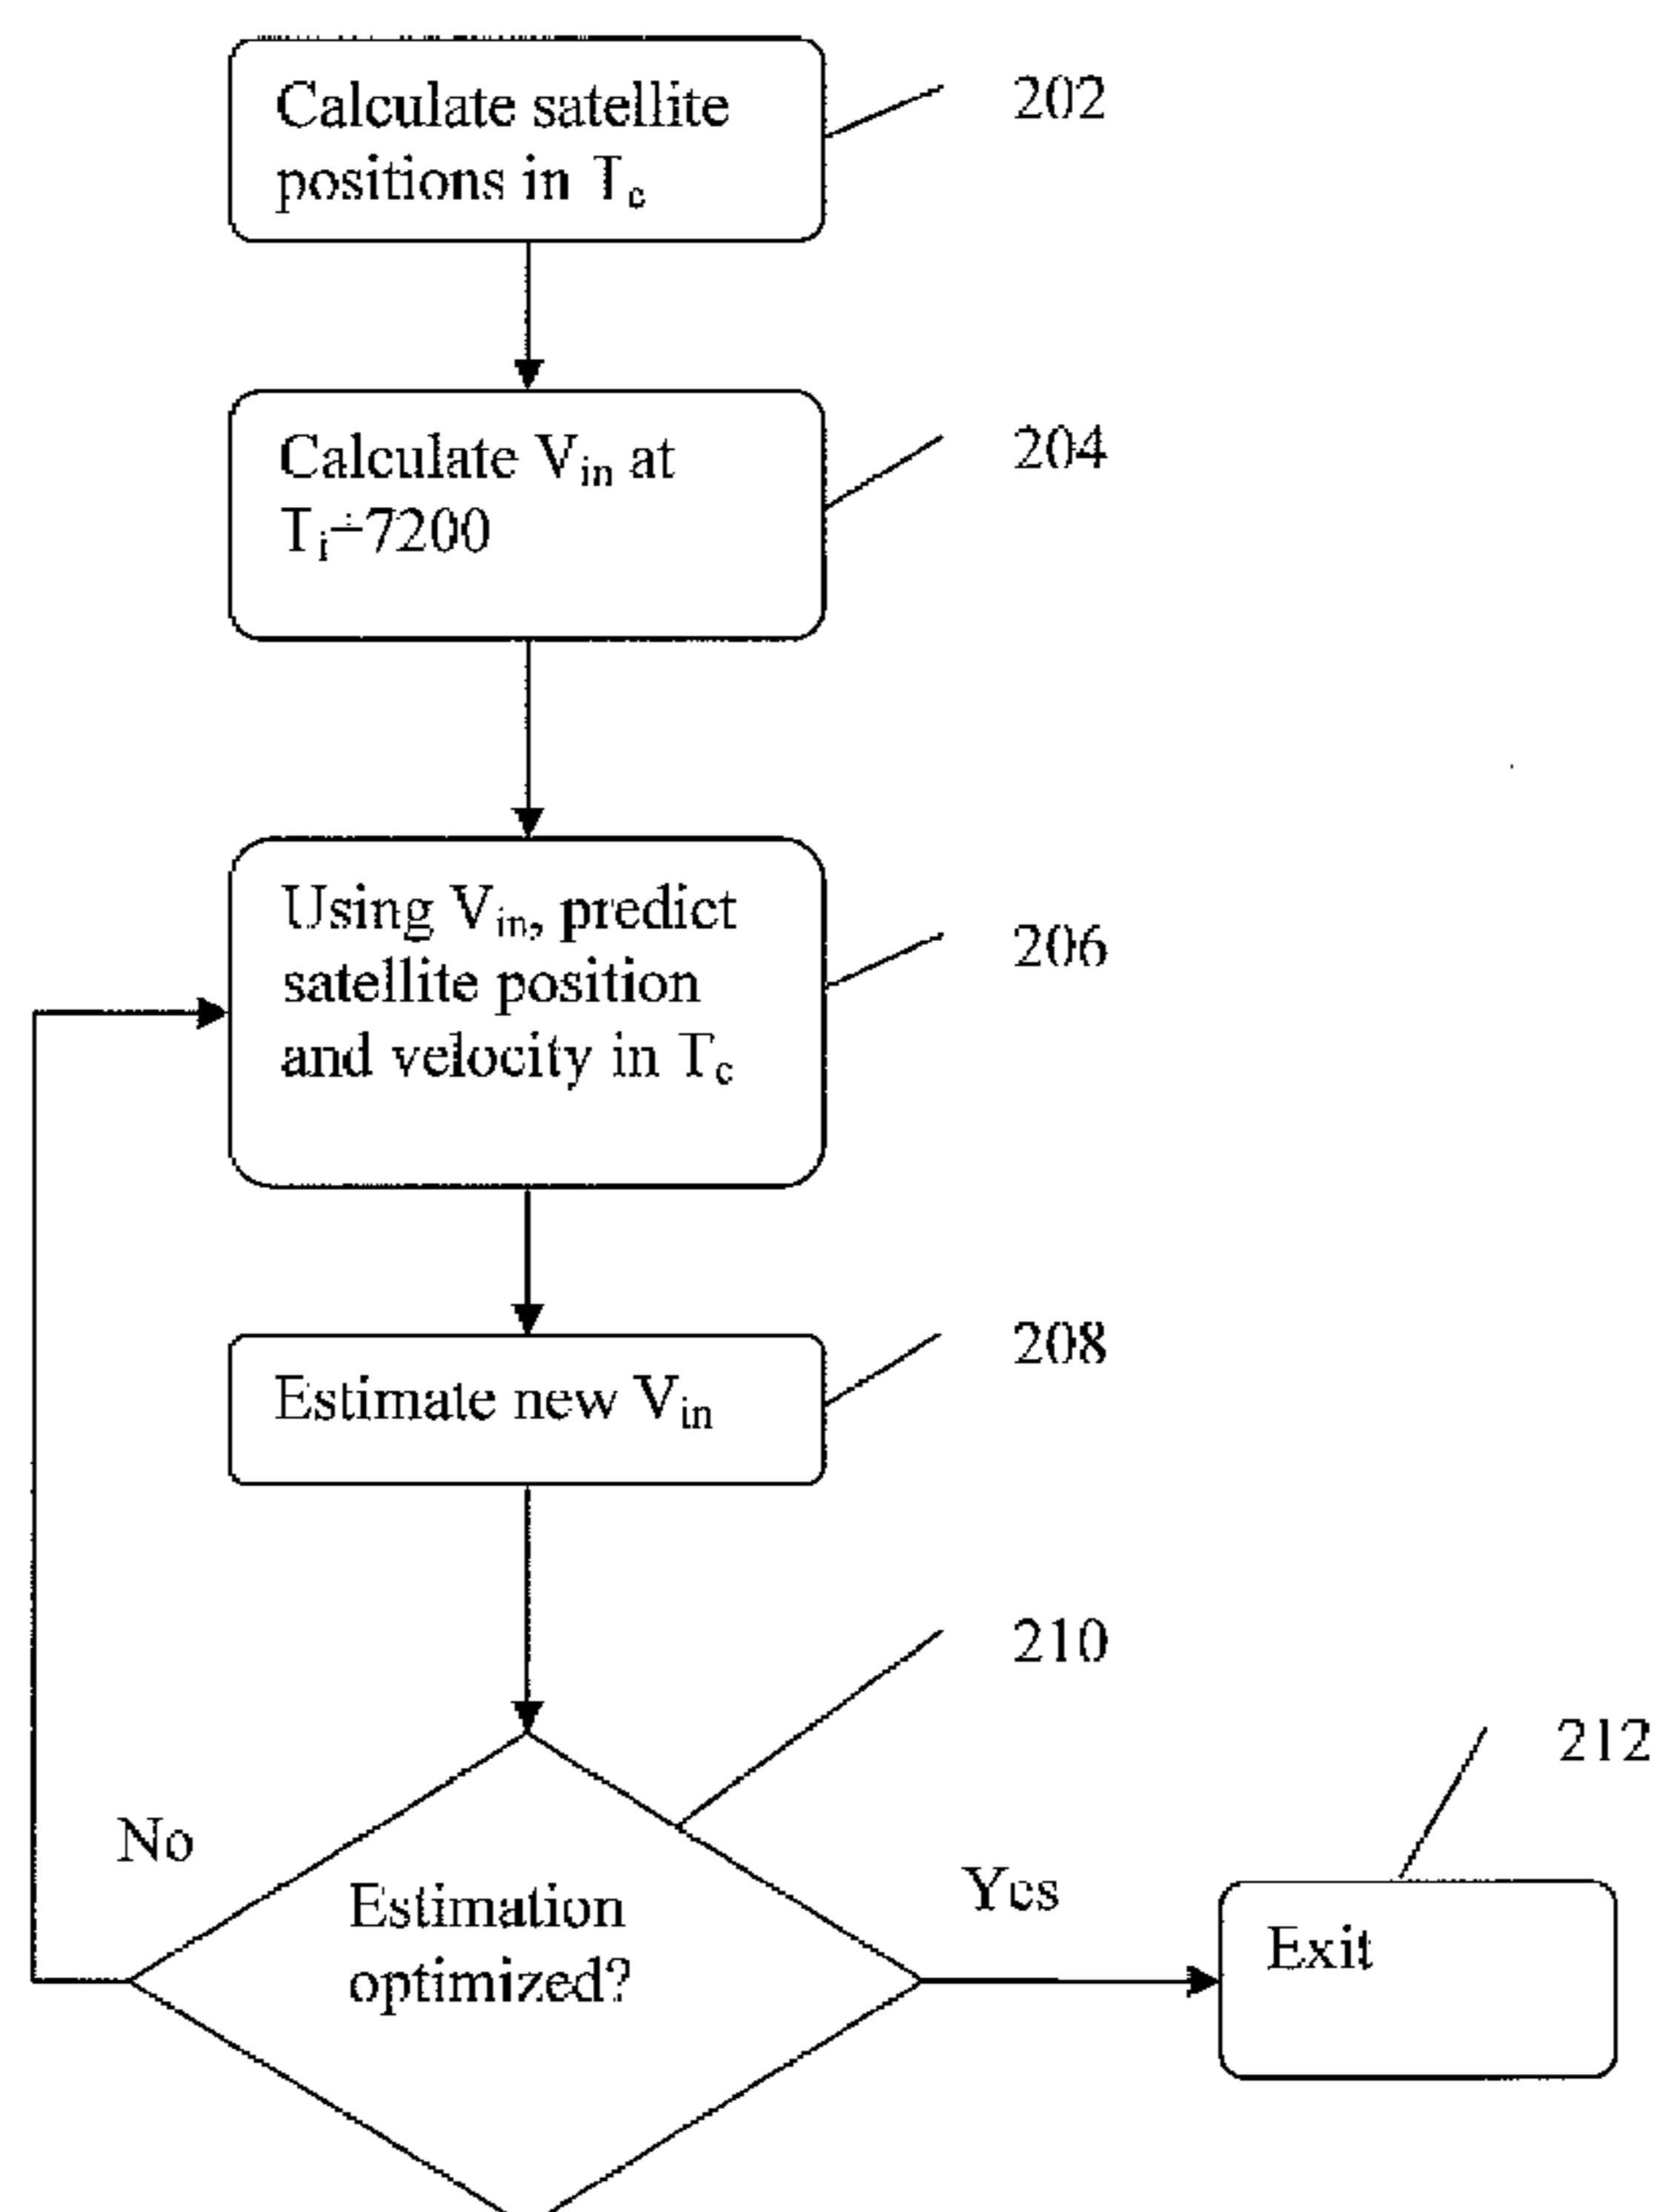 Calculate satellite
positions in Tc
202
Calculate Vin at
Ti+7200
204
Using Vin, predict
satellite position
and velocity in Tc
206
Estimate new Vin
208
210
212
No
Estimation
optimized?
Yes
Exit